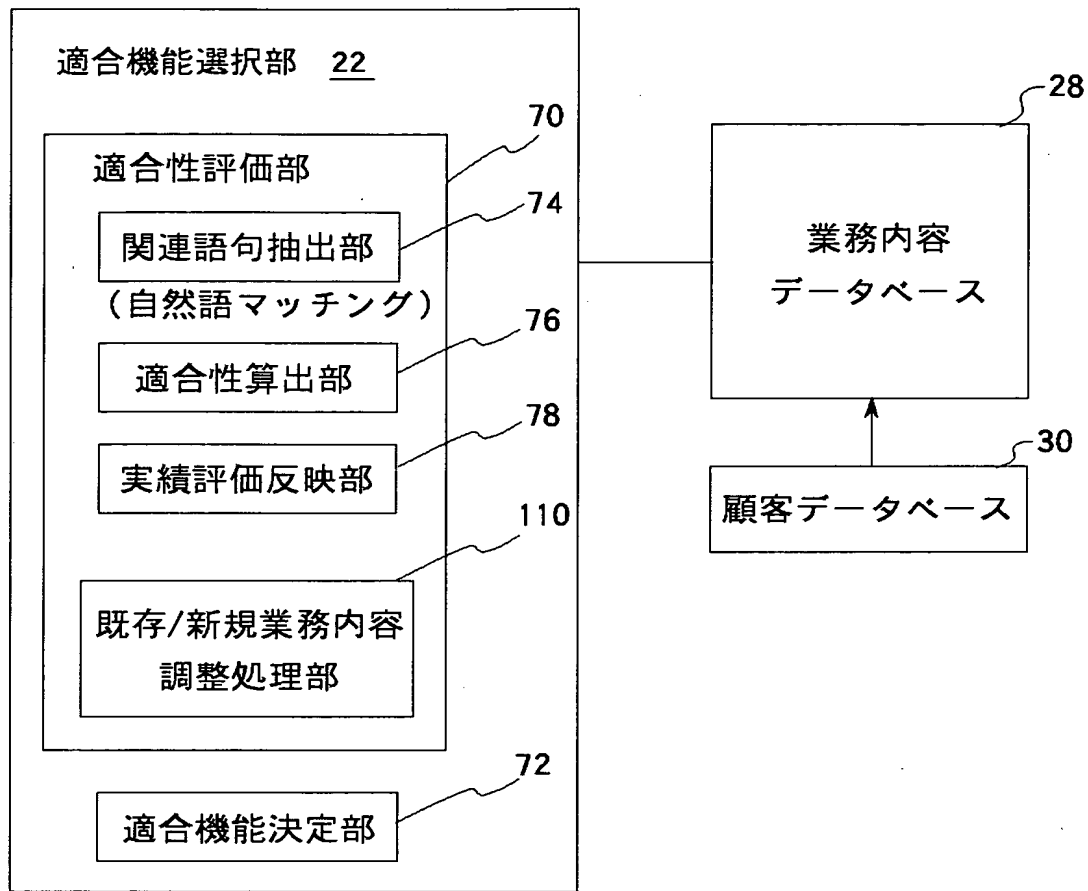 適合機能選択部 22
70
適合性評価部
74
関連語句抽出部
(自然語マッチング)
76
適合性算出部
78
実績評価反映部
110
既存/新規業務内容
調整処理部
72
適合機能決定部
28
業務内容
データベース
30
顧客データベース